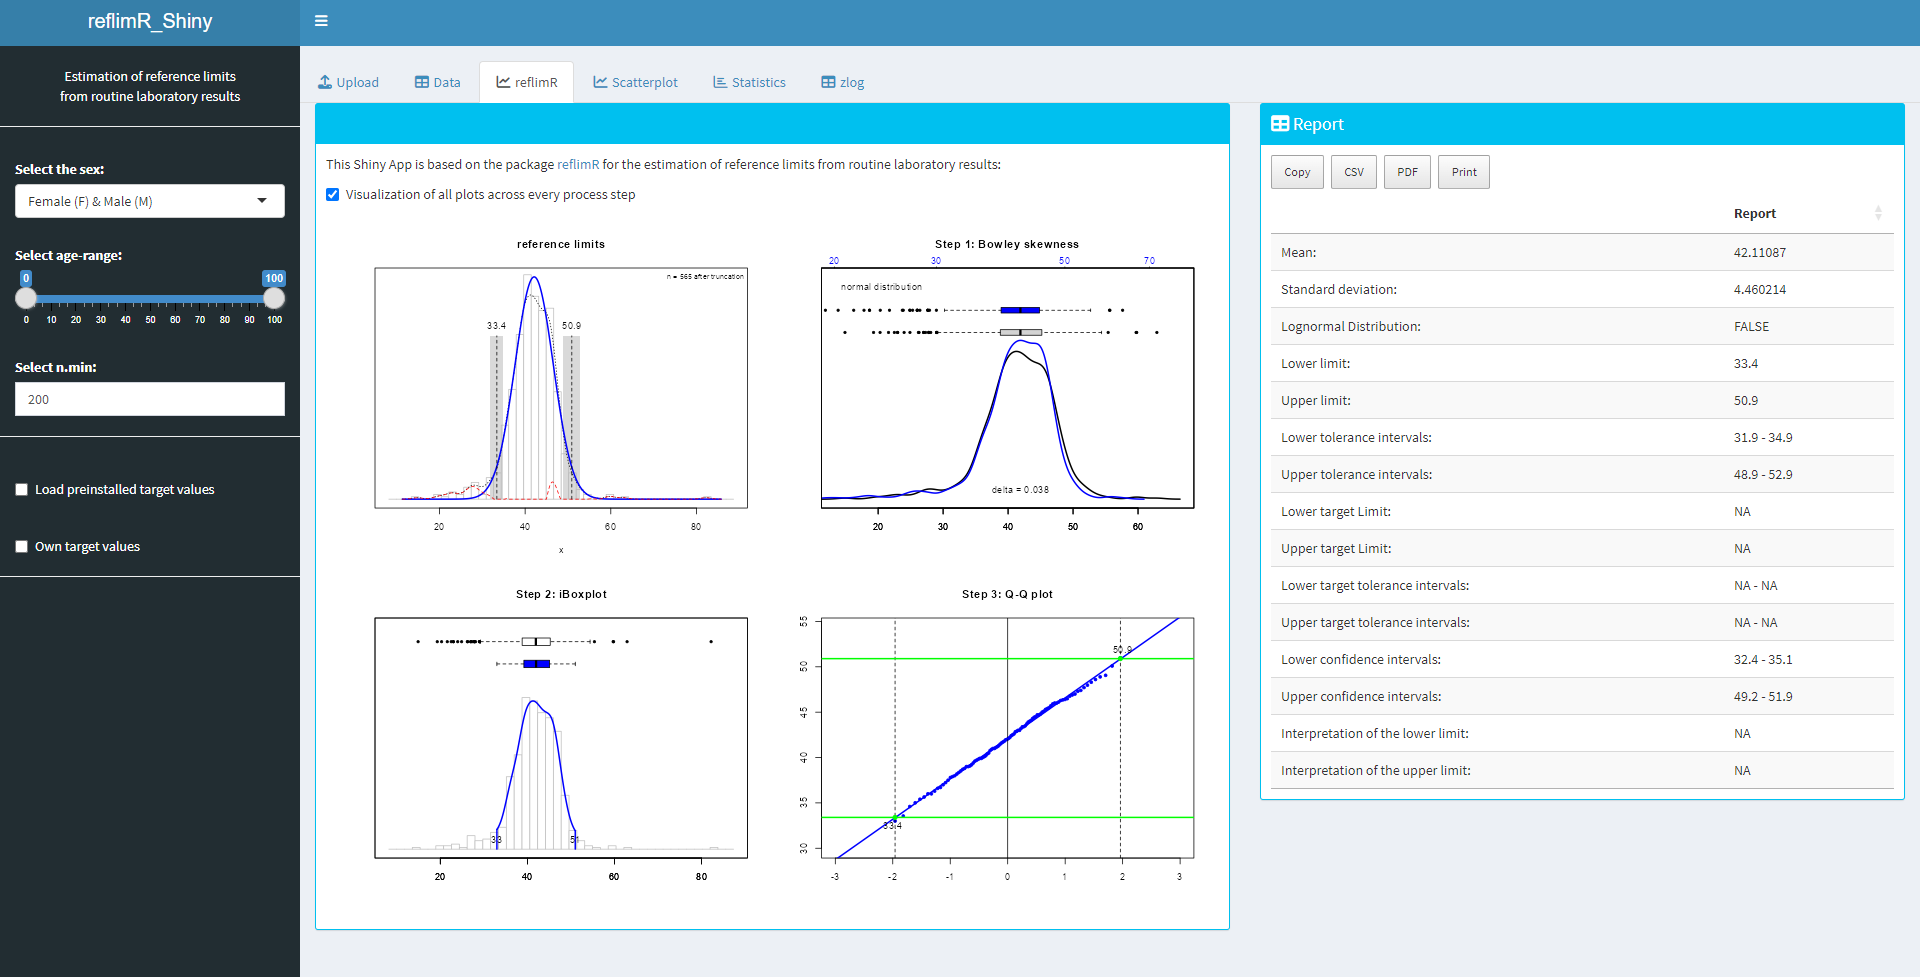 reflimR_Shiny
Estimation of reference limits
from routine laboratory results
Select the sex:
Female (F) & Male (M)
Select age-range:
0 100
0 10 20 30 40 50 60 70 80 90 100
Select n.min:
200
Load preinstalled target values
Own target values
Upload Data reflimR Scatterplot Statistics zlog
This Shiny App is based on the package reflimR for the estimation of reference limits from routine laboratory results:
Visualization of all plots across every process step
reference limits
n = 565 after truncation
33.4 50.9
20 40 60 80
x
Step 1: Bowley skewness
20 30 50 70
normal distribution
delta = 0.038
20 30 40 50 60
Step 2: iBoxplot
33 51
20 40 60 80
Step 3: Q-Q plot
55
50
45
40
35
30
50.9
33.4
-3 -2 -1 0 1 2 3
Report
Copy CSV PDF Print
Report
Mean: 42.11087
Standard deviation: 4.460214
Lognormal Distribution: FALSE
Lower limit: 33.4
Upper limit: 50.9
Lower tolerance intervals: 31.9 - 34.9
Upper tolerance intervals: 48.9 - 52.9
Lower target Limit: NA
Upper target Limit: NA
Lower target tolerance intervals: NA - NA
Upper target tolerance intervals: NA - NA
Lower confidence intervals: 32.4 - 35.1
Upper confidence intervals: 49.2 - 51.9
Interpretation of the lower limit: NA
Interpretation of the upper limit: NA